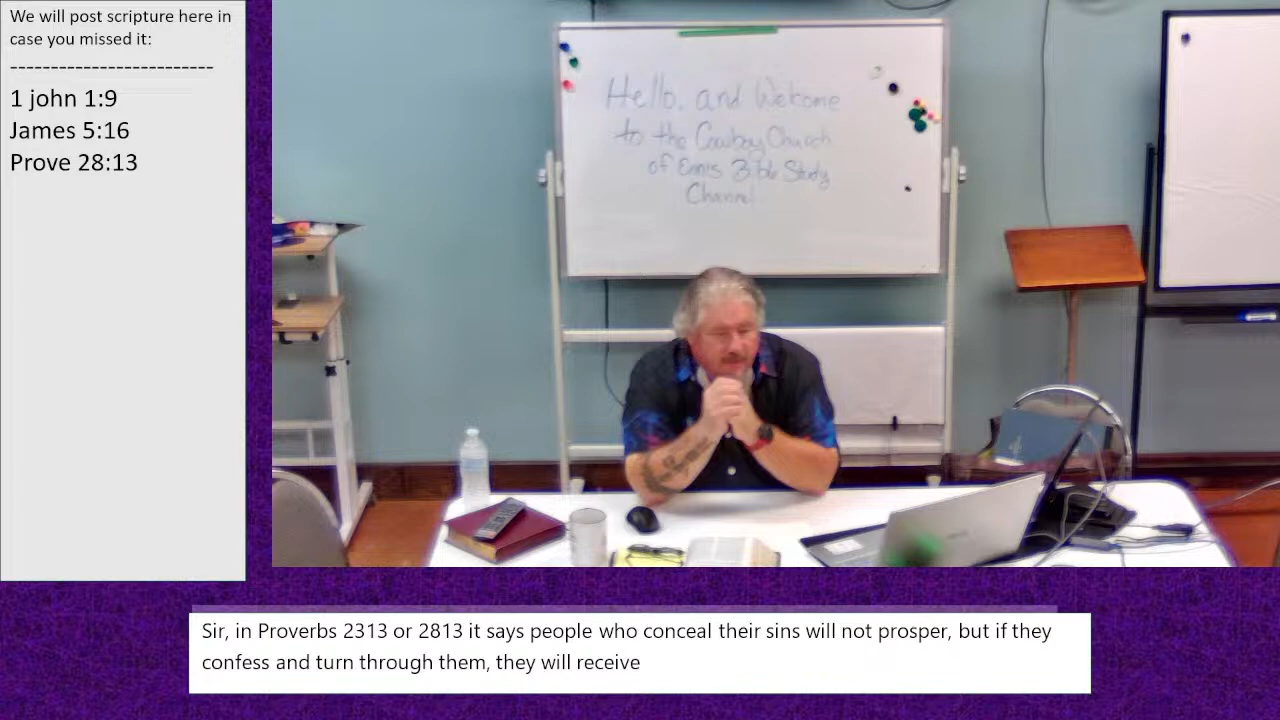 We will post scripture here in
case you missed it:
-------------------------
1 john 1:9
James 5:16
Prove 28:13
Hello, and Welcome
to the Cowboy Church
of Ennis Bible Study
Channel
Sir, in Proverbs 2313 or 2813 it says people who conceal their sins will not prosper, but if they
confess and turn through them, they will receive